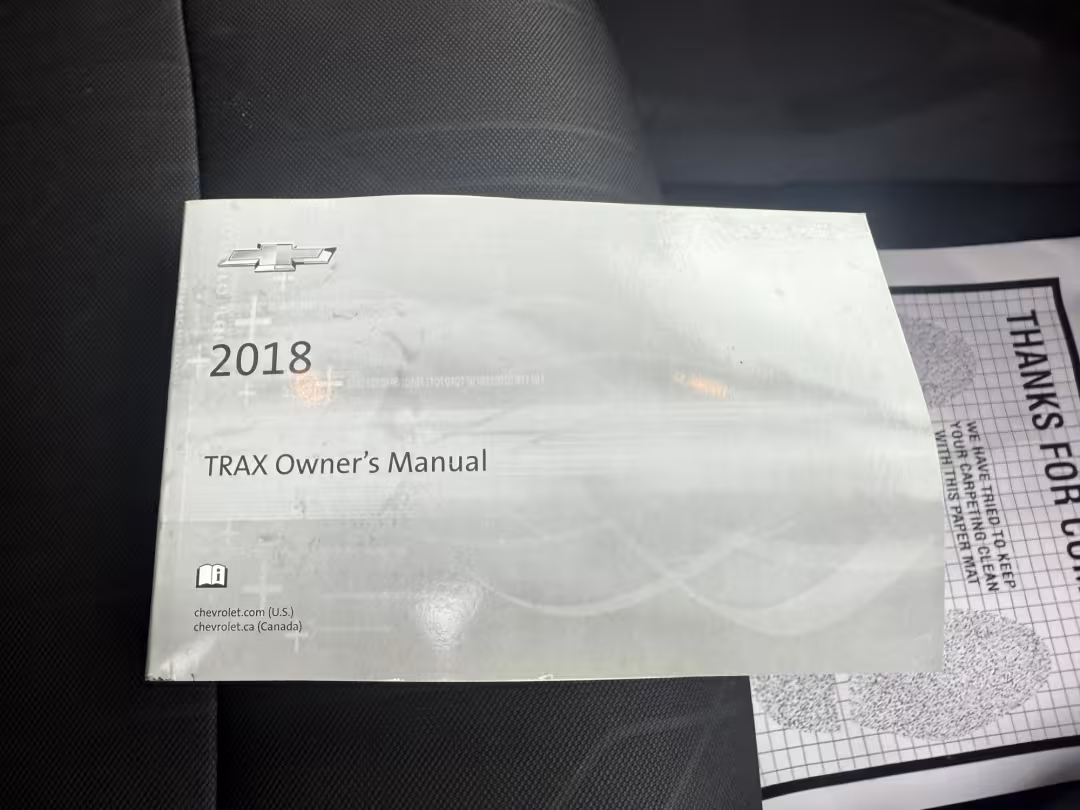 2018
TRAX Owner's Manual
chevrolet.com (U.S.)
chevrolet.ca (Canada)
THANKS FOR
WE HAVE TRIED TO KEEP
YOUR CARPETING CLEAN
WITH THIS PAPER MAT